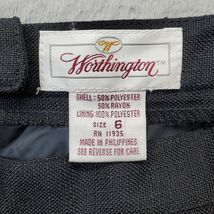 Worthington™
SHELL: 50% POLYESTER
50% RAYON
LINING: 100% POLYESTER
SIZE 6
RN 11935
MADE IN PHILIPPINES
SEE REVERSE FOR CARE